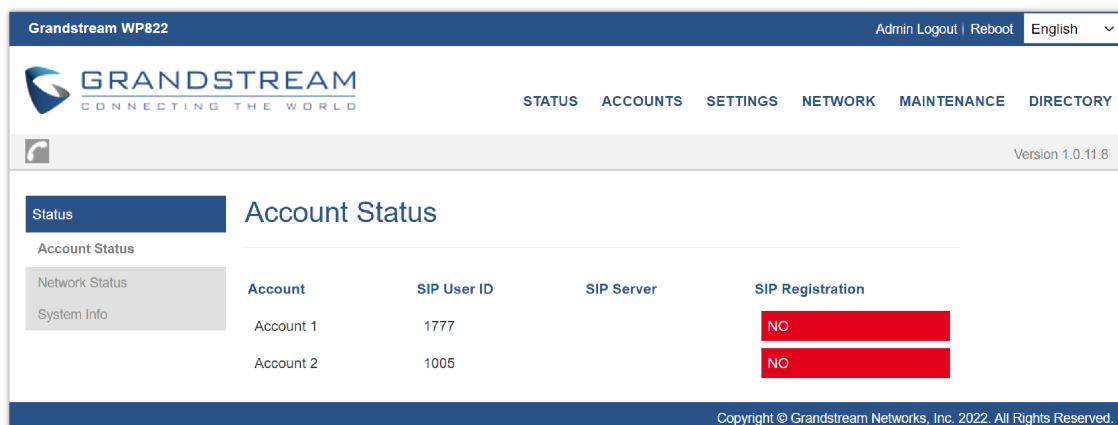 Grandstream WP822
Admin Logout | Reboot English
GRANDSTREAM
CONNECTING THE WORLD
STATUS ACCOUNTS SETTINGS NETWORK MAINTENANCE DIRECTORY
Version 1.0.11.8
Status
Account Status
Network Status
System Info
Account Status
Account SIP User ID SIP Server SIP Registration
Account 1 1777 NO
Account 2 1005 NO
Copyright © Grandstream Networks, Inc. 2022. All Rights Reserved.